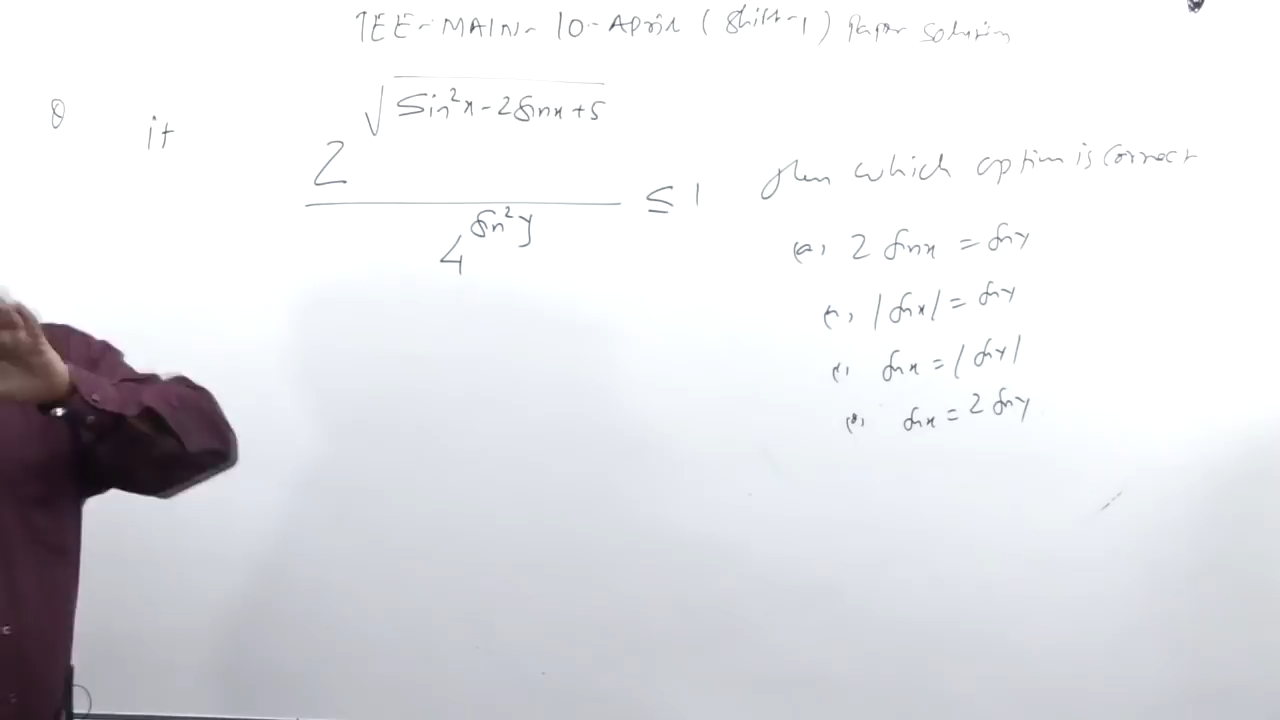 JEE-MAIN- 10-April (Shift-1) Paper solution
Q if 2^√(Sin²x-2Sinx+5) / 4^Sin²y ≤ 1 then which option is correct
(a) 2 Sinx = Siny
(b) |Sinx| = Siny
(c) Sinx = |Siny|
(d) Sinx = 2 Siny